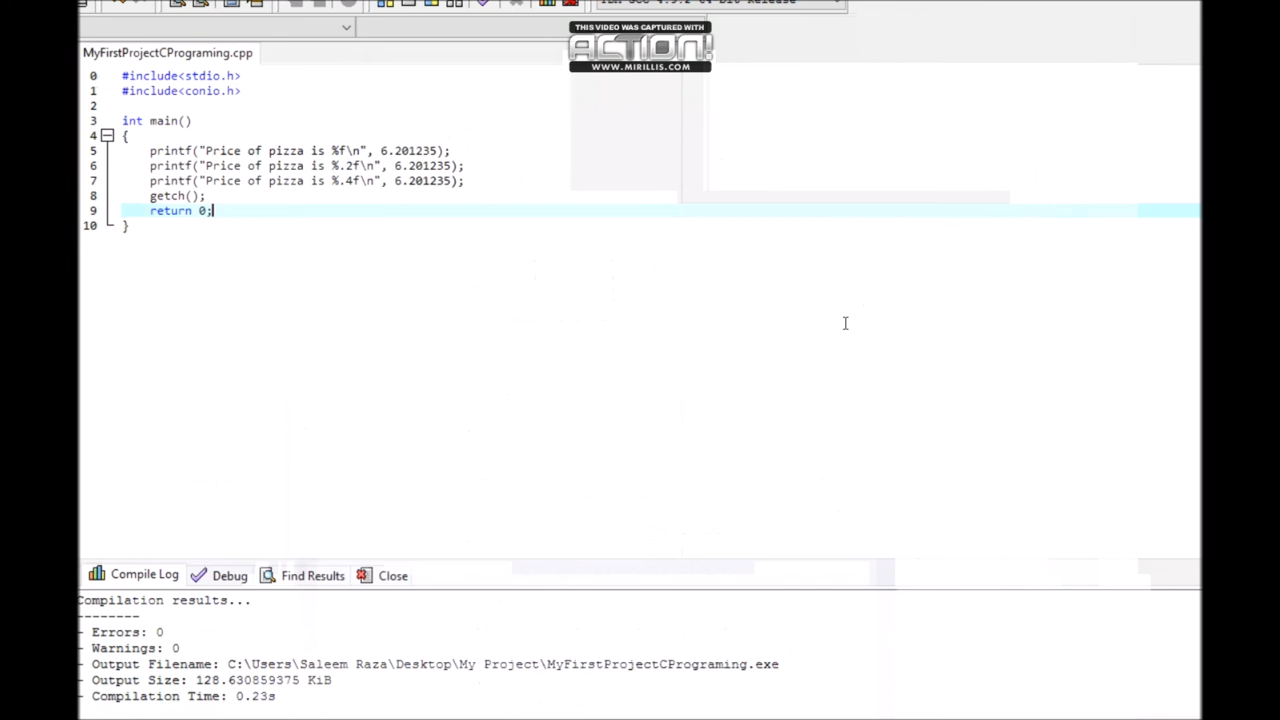 THIS VIDEO WAS CAPTURED WITH
ACTION!
WWW.MIRILLIS.COM
MyFirstProjectCPrograming.cpp
0 #include<stdio.h>
1 #include<conio.h>
2
3 int main()
4 {
5 printf("Price of pizza is %f\n", 6.201235);
6 printf("Price of pizza is %.2f\n", 6.201235);
7 printf("Price of pizza is %.4f\n", 6.201235);
8 getch();
9 return 0;
10 }
Compile Log Debug Find Results Close
Compilation results...
--------
- Errors: 0
- Warnings: 0
- Output Filename: C:\Users\Saleem Raza\Desktop\My Project\MyFirstProjectCPrograming.exe
- Output Size: 128.630859375 KiB
- Compilation Time: 0.23s